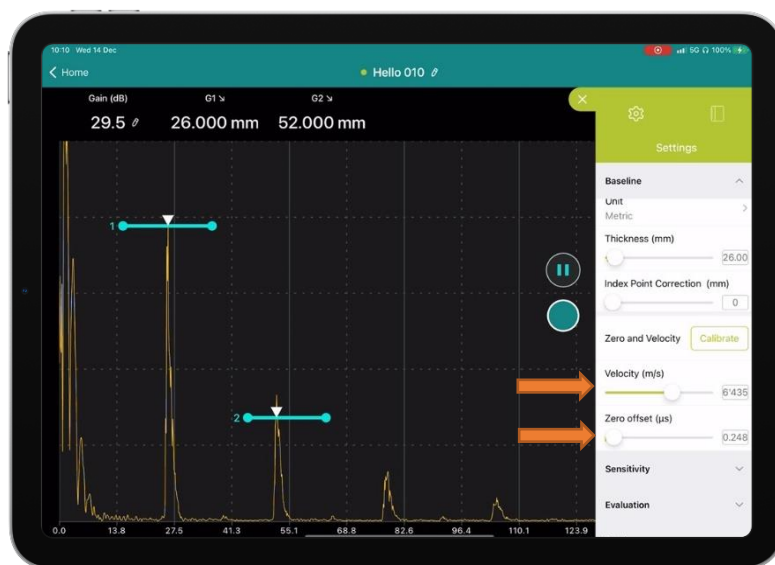 10:10 Wed 14 Dec
5G 100%
Home
Hello 010
Gain (dB) G1 G2
29.5 26.000 mm 52.000 mm
1
2
0.0 13.8 27.5 41.3 55.1 68.8 82.6 96.4 110.1 123.9
Settings
Baseline
Unit
Metric
Thickness (mm)
26.00
Index Point Correction (mm)
0
Zero and Velocity Calibrate
Velocity (m/s)
6'435
Zero offset (µs)
0.248
Sensitivity
Evaluation